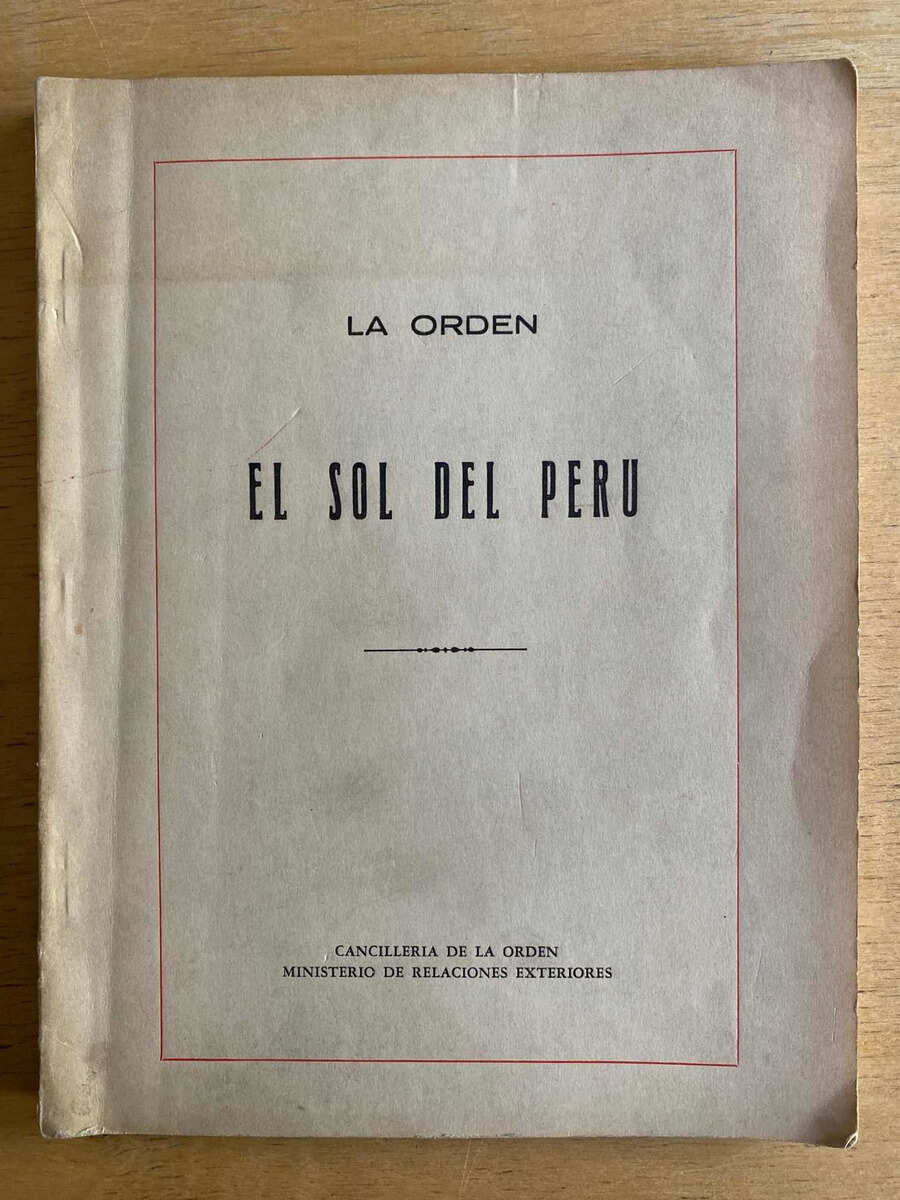 LA ORDEN
EL SOL DEL PERU
CANCILLERIA DE LA ORDEN
MINISTERIO DE RELACIONES EXTERIORES